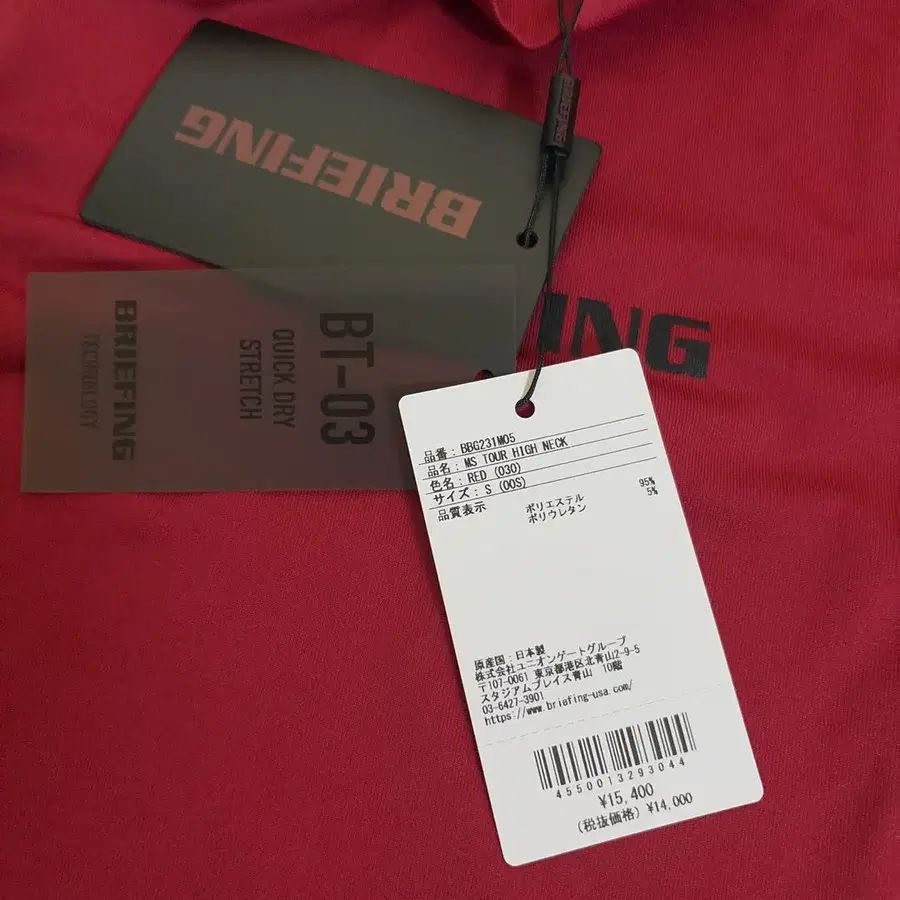 BRIEFING
BRIEFING
BT-03
QUICK DRY
STRETCH
BRIEFING
TECHNOLOGY
ING
品番：BBG231M05
品名：MS TOUR HIGH NECK
色名：RED (030)
サイズ：S (00S)
品質表示 ポリエステル 95%
ポリウレタン 5%
原産国：日本製
株式会社ユニオンゲートグループ
〒107-0061 東京都港区北青山2-9-5
スタジアムプレイス青山 10階
03-6427-3901
https://www.briefing-usa.com/
4550013293044
¥15,400
(税抜価格) ¥14,000